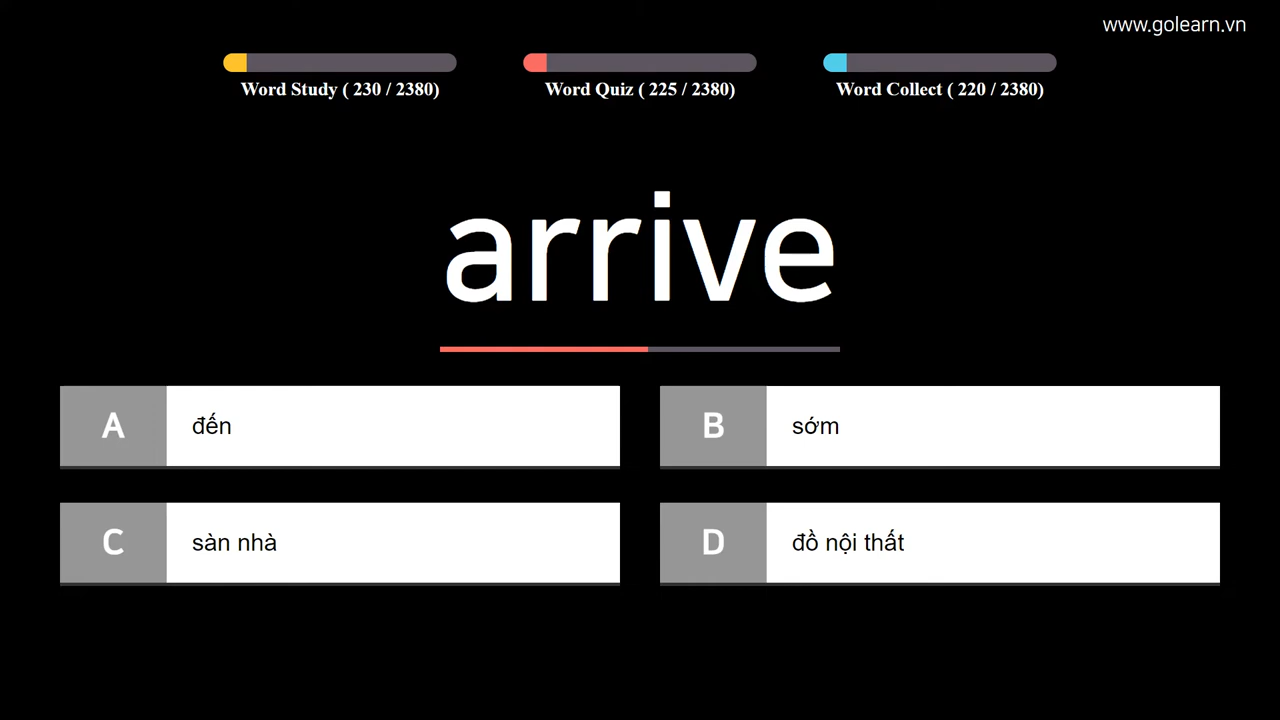 www.golearn.vn
Word Study ( 230 / 2380)
Word Quiz ( 225 / 2380)
Word Collect ( 220 / 2380)
arrive
A đến
B sớm
C sàn nhà
D đồ nội thất